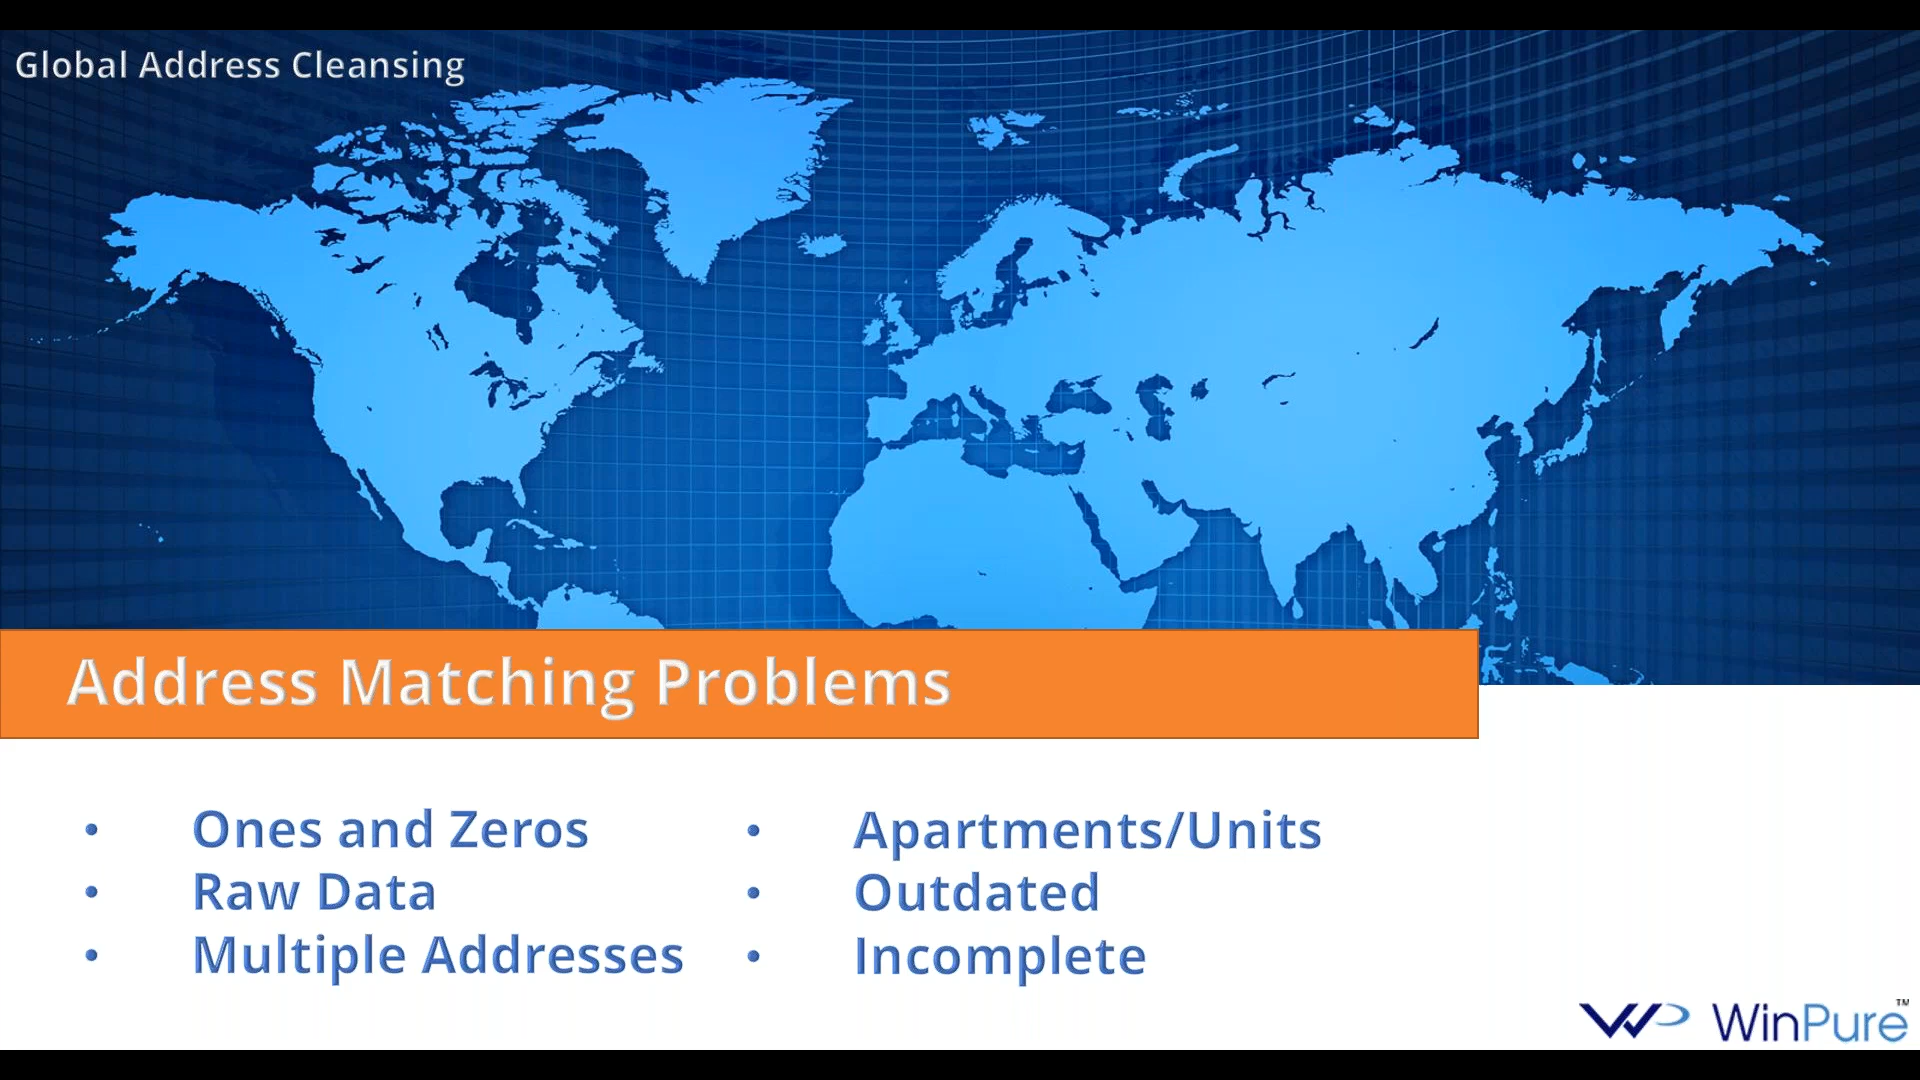 Global Address Cleansing
Address Matching Problems
• Ones and Zeros
• Raw Data
• Multiple Addresses
• Apartments/Units
• Outdated
• Incomplete
WinPure™